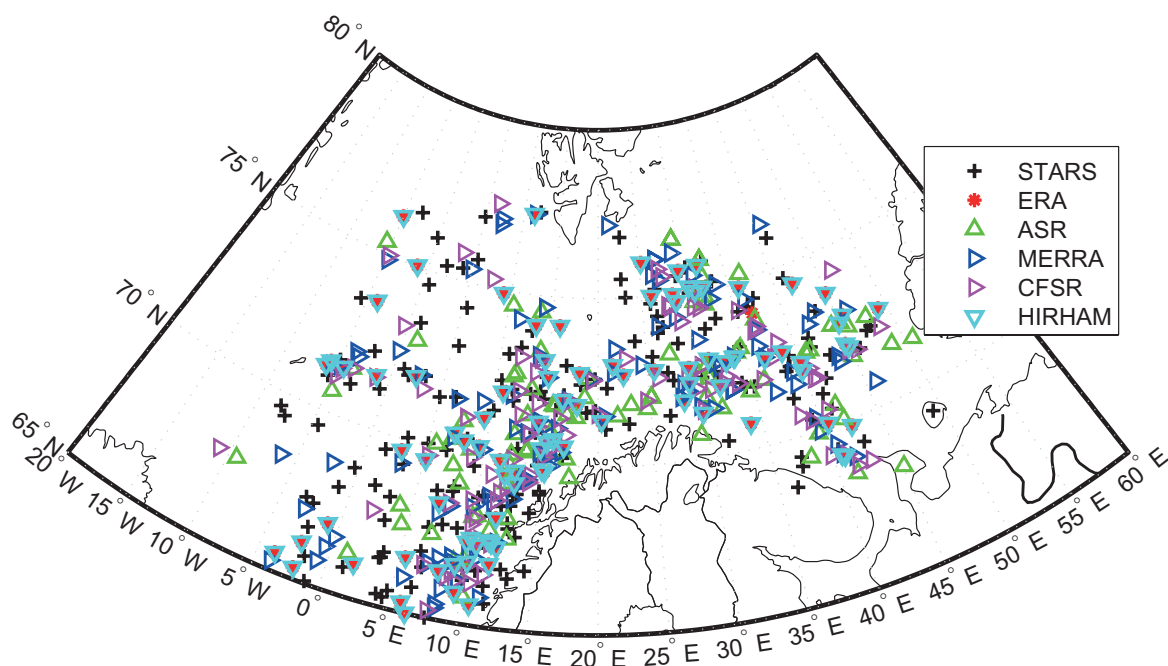 80° N
75° N
70° N
65° N
20° W
15° W
10° W
5° W
0°
5° E
10° E
15° E
20° E
25° E
30° E
35° E
40° E
45° E
50° E
55° E
60° E
STARS
ERA
ASR
MERRA
CFSR
HIRHAM